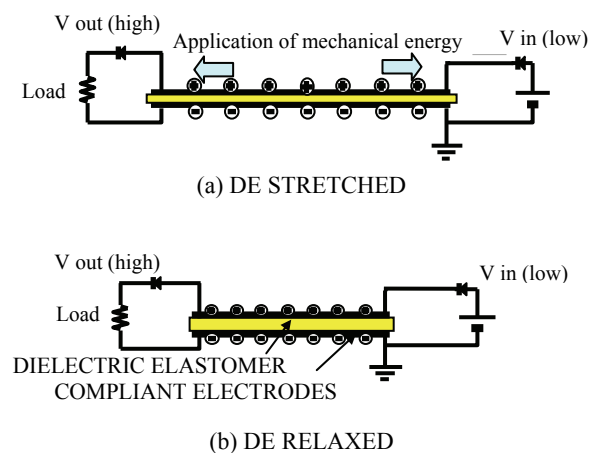 V out (high)
Application of mechanical energy
V in (low)
Load
(a) DE STRETCHED
V out (high)
V in (low)
Load
DIELECTRIC ELASTOMER
COMPLIANT ELECTRODES
(b) DE RELAXED